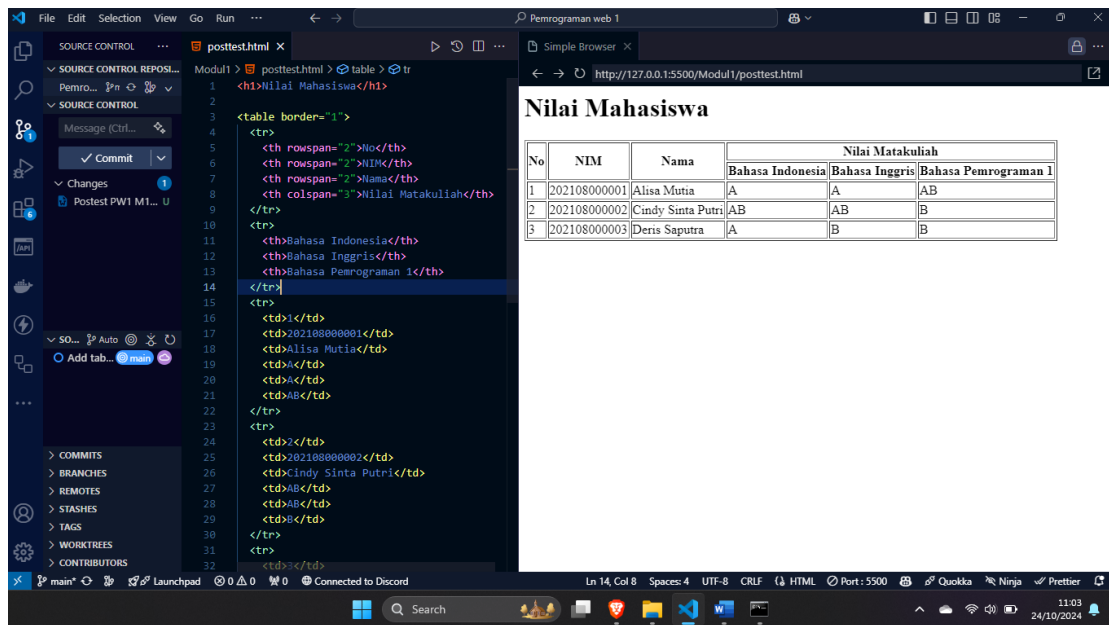 File Edit Selection View Go Run ··· Pemrograman web 1
SOURCE CONTROL ···
SOURCE CONTROL REPOSI...
Pemro...
SOURCE CONTROL
Message (Ctrl...
Commit
Changes 1
Postest PW1 M1... U
SO... Auto
Add tab... main
COMMITS
BRANCHES
REMOTES
STASHES
TAGS
WORKTREES
CONTRIBUTORS
1
6
/API
posttest.html
Modul1 > posttest.html > table > tr
1 <h1>Nilai Mahasiswa</h1>
2
3 <table border="1">
4 <tr>
5 <th rowspan="2">No</th>
6 <th rowspan="2">NIM</th>
7 <th rowspan="2">Nama</th>
8 <th colspan="3">Nilai Matakuliah</th>
9 </tr>
10 <tr>
11 <th>Bahasa Indonesia</th>
12 <th>Bahasa Inggris</th>
13 <th>Bahasa Pemrograman 1</th>
14 </tr>
15 <tr>
16 <td>1</td>
17 <td>202108000001</td>
18 <td>Alisa Mutia</td>
19 <td>A</td>
20 <td>A</td>
21 <td>AB</td>
22 </tr>
23 <tr>
24 <td>2</td>
25 <td>202108000002</td>
26 <td>Cindy Sinta Putri</td>
27 <td>AB</td>
28 <td>AB</td>
29 <td>B</td>
30 </tr>
31 <tr>
32 <td>3</td>
Simple Browser
http://127.0.0.1:5500/Modul1/posttest.html
Nilai Mahasiswa
No NIM Nama Nilai Matakuliah
Bahasa Indonesia Bahasa Inggris Bahasa Pemrograman 1
1 202108000001 Alisa Mutia A A AB
2 202108000002 Cindy Sinta Putri AB AB B
3 202108000003 Deris Saputra A B B
main* Launchpad 0 0 0 Connected to Discord Ln 14, Col 8 Spaces: 4 UTF-8 CRLF HTML Port : 5500 Quokka Ninja Prettier
Search
11:03
24/10/2024